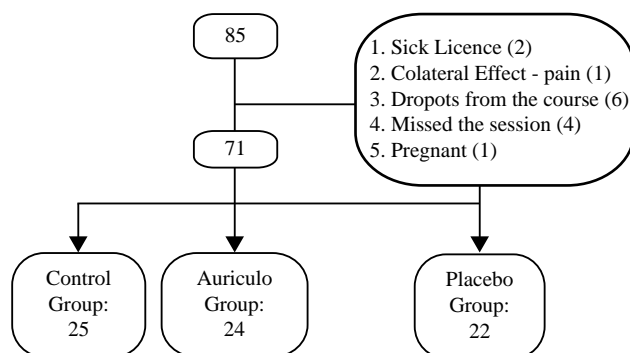 85
1. Sick Licence (2)
2. Colateral Effect - pain (1)
3. Dropots from the course (6)
4. Missed the session (4)
5. Pregnant (1)
71
Control
Group:
25
Auriculo
Group:
24
Placebo
Group:
22